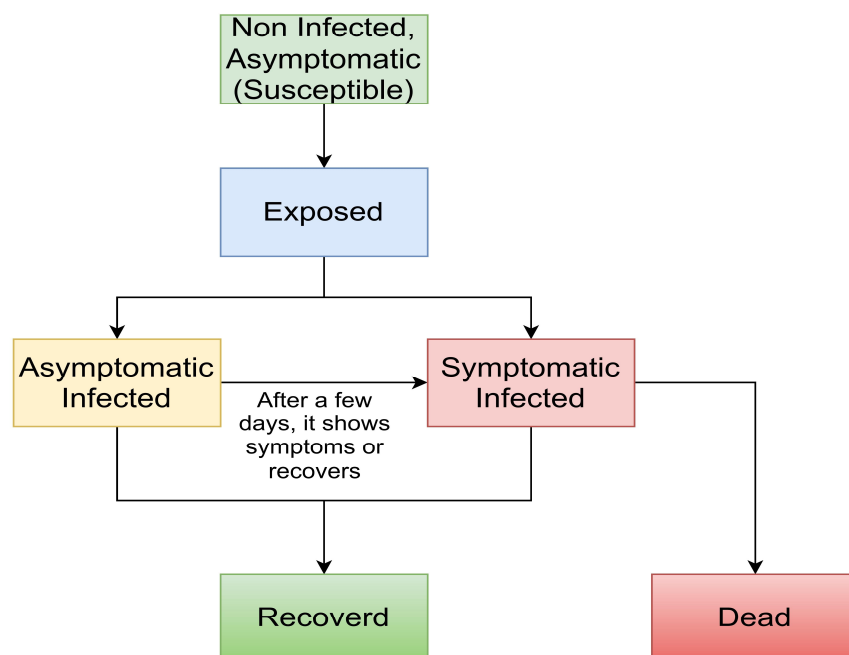 Non Infected,
Asymptomatic
(Susceptible)
Exposed
Asymptomatic
Infected
After a few
days, it shows
symptoms or
recovers
Symptomatic
Infected
Recoverd
Dead